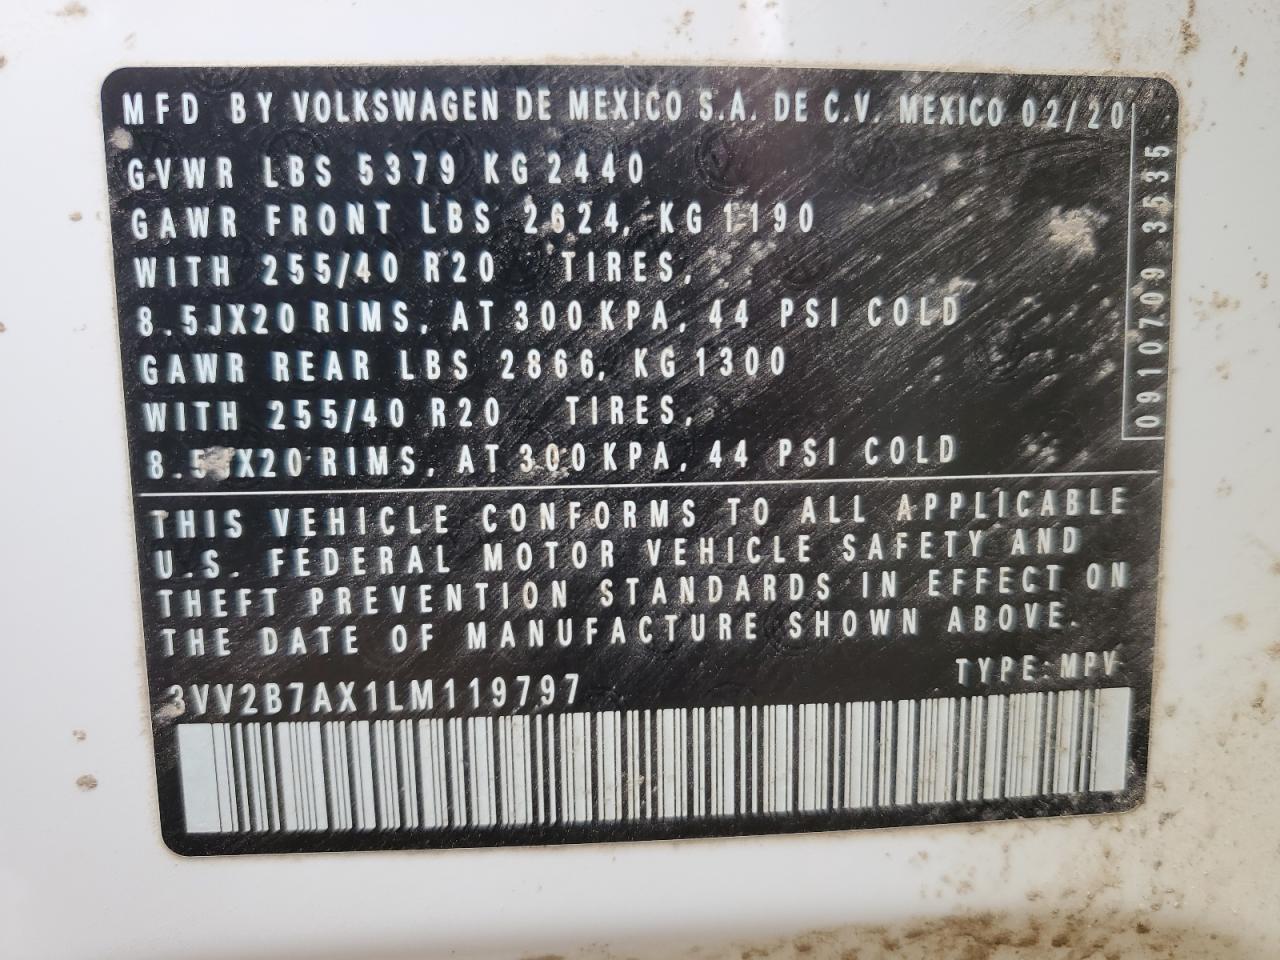 MFD BY VOLKSWAGEN DE MEXICO S.A. DE C.V. MEXICO 02/20
GVWR LBS 5379 KG 2440
GAWR FRONT LBS 2624, KG 1190
WITH 255/40 R20 TIRES,
8.5JX20 RIMS, AT 300 KPA, 44 PSI COLD
GAWR REAR LBS 2866, KG 1300
WITH 255/40 R20 TIRES,
8.5JX20 RIMS, AT 300 KPA, 44 PSI COLD
0910709 3535
THIS VEHICLE CONFORMS TO ALL APPLICABLE
U.S. FEDERAL MOTOR VEHICLE SAFETY AND
THEFT PREVENTION STANDARDS IN EFFECT ON
THE DATE OF MANUFACTURE SHOWN ABOVE.
TYPE: MPV
3VV2B7AX1LM119797